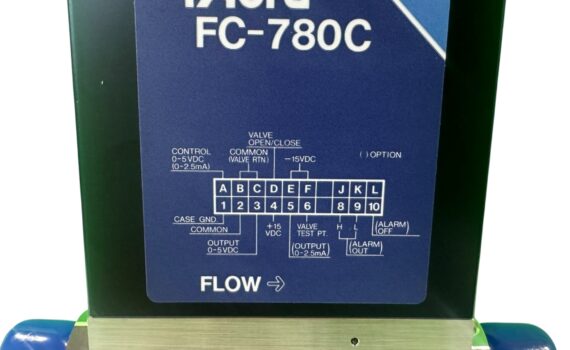 FC-780C
VALVE
OPEN/CLOSE
CONTROL
0-5VDC
(0-2.5mA)
COMMON
(VALVE RTN)
-15VDC
( ) OPTION
A B C D E F J K L
1 2 3 4 5 6 8 9 10
CASE GND
COMMON
OUTPUT
0-5VDC
+15
VDC
VALVE
TEST PT.
(OUTPUT)
(0-2.5mA)
H L
(ALARM)
OUT
(ALARM)
OFF
FLOW ⇨